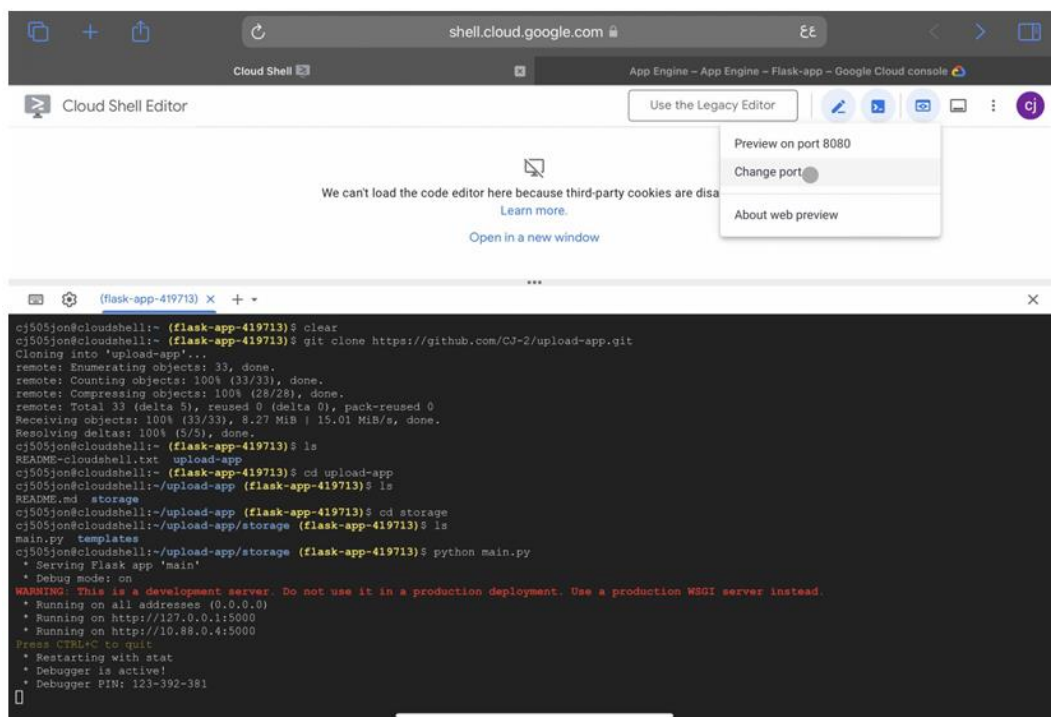 shell.cloud.google.com
عع
Cloud Shell
App Engine – App Engine – Flask-app – Google Cloud console
Cloud Shell Editor
Use the Legacy Editor
cj
Preview on port 8080
Change port
About web preview
We can't load the code editor here because third-party cookies are disa
Learn more.
Open in a new window
(flask-app-419713)
cj505jon@cloudshell:~ (flask-app-419713)$ clear
cj505jon@cloudshell:~ (flask-app-419713)$ git clone https://github.com/CJ-2/upload-app.git
Cloning into 'upload-app'...
remote: Enumerating objects: 33, done.
remote: Counting objects: 100% (33/33), done.
remote: Compressing objects: 100% (28/28), done.
remote: Total 33 (delta 5), reused 0 (delta 0), pack-reused 0
Receiving objects: 100% (33/33), 8.27 MiB | 15.01 MiB/s, done.
Resolving deltas: 100% (5/5), done.
cj505jon@cloudshell:~ (flask-app-419713)$ ls
README-cloudshell.txt upload-app
cj505jon@cloudshell:~ (flask-app-419713)$ cd upload-app
cj505jon@cloudshell:~/upload-app (flask-app-419713)$ ls
README.md storage
cj505jon@cloudshell:~/upload-app (flask-app-419713)$ cd storage
cj505jon@cloudshell:~/upload-app/storage (flask-app-419713)$ ls
main.py templates
cj505jon@cloudshell:~/upload-app/storage (flask-app-419713)$ python main.py
* Serving Flask app 'main'
* Debug mode: on
WARNING: This is a development server. Do not use it in a production deployment. Use a production WSGI server instead.
* Running on all addresses (0.0.0.0)
* Running on http://127.0.0.1:5000
* Running on http://10.88.0.4:5000
Press CTRL+C to quit
* Restarting with stat
* Debugger is active!
* Debugger PIN: 123-392-381